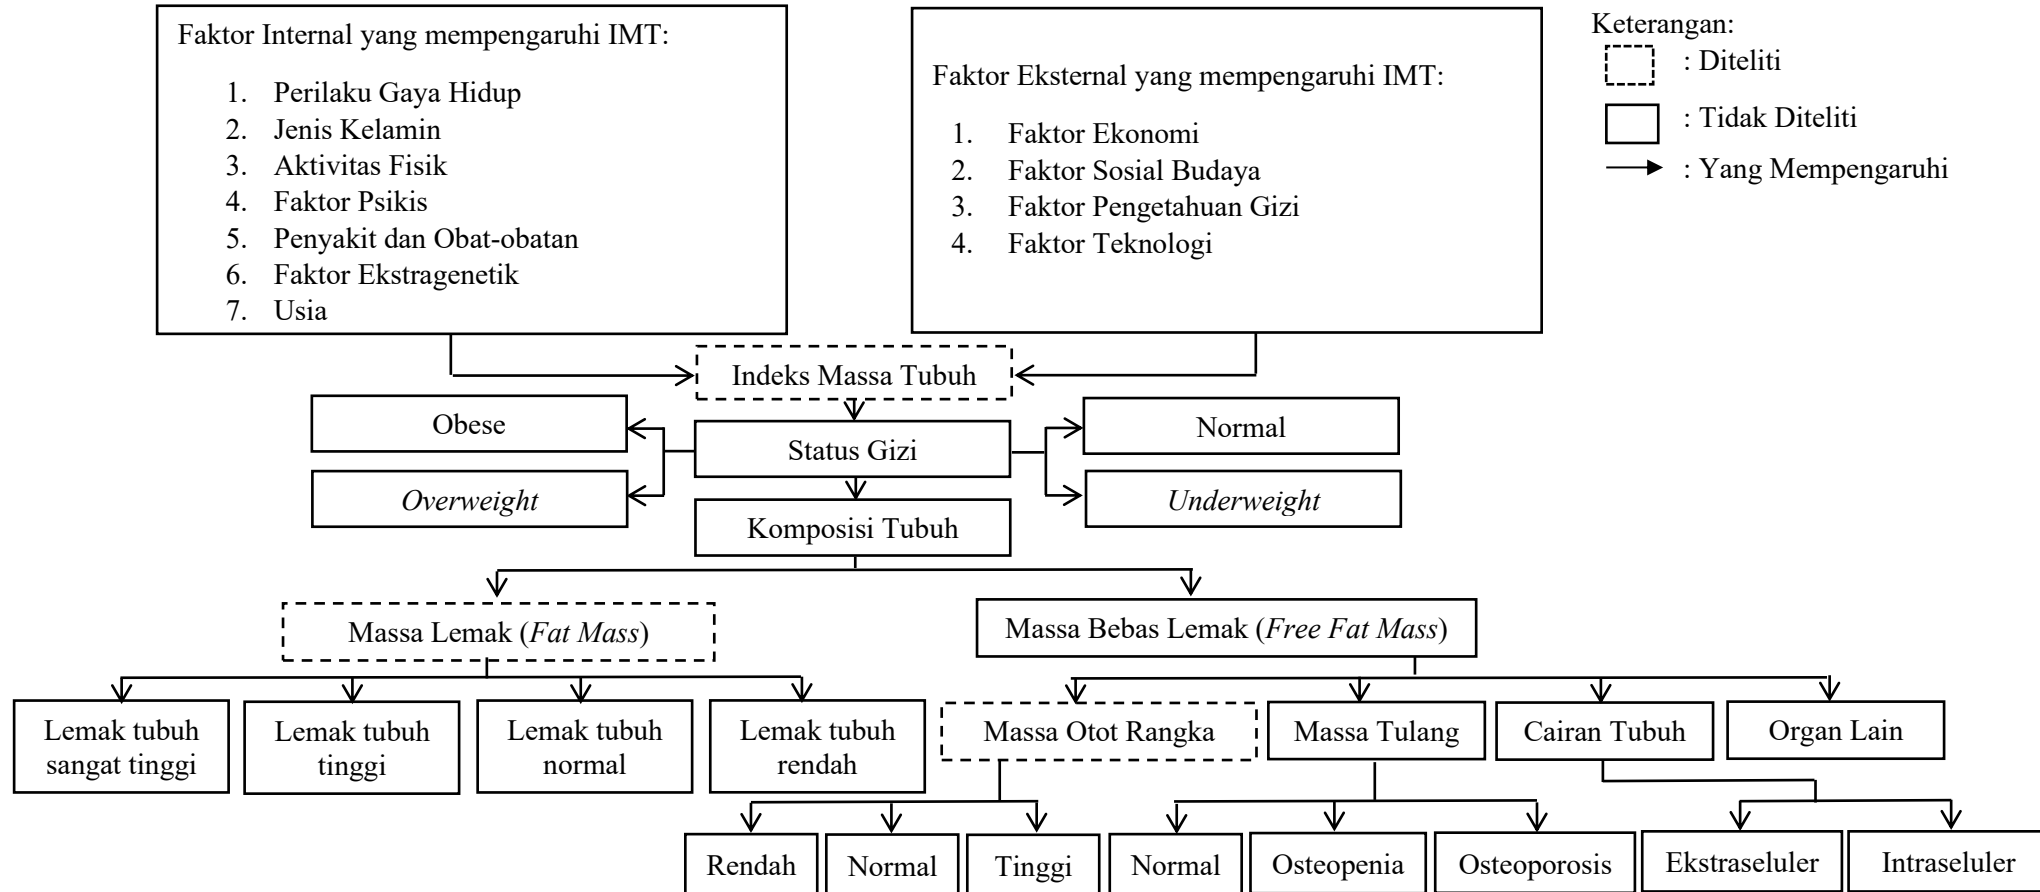 Faktor Internal yang mempengaruhi IMT:
1. Perilaku Gaya Hidup
2. Jenis Kelamin
3. Aktivitas Fisik
4. Faktor Psikis
5. Penyakit dan Obat-obatan
6. Faktor Ekstragenetik
7. Usia
Faktor Eksternal yang mempengaruhi IMT:
1. Faktor Ekonomi
2. Faktor Sosial Budaya
3. Faktor Pengetahuan Gizi
4. Faktor Teknologi
Keterangan:
: Diteliti
: Tidak Diteliti
: Yang Mempengaruhi
Indeks Massa Tubuh
Obese
Status Gizi
Normal
Overweight
Underweight
Komposisi Tubuh
Massa Lemak (Fat Mass)
Massa Bebas Lemak (Free Fat Mass)
Lemak tubuh
sangat tinggi
Lemak tubuh
tinggi
Lemak tubuh
normal
Lemak tubuh
rendah
Massa Otot Rangka
Massa Tulang
Cairan Tubuh
Organ Lain
Rendah
Normal
Tinggi
Normal
Osteopenia
Osteoporosis
Ekstraseluler
Intraseluler